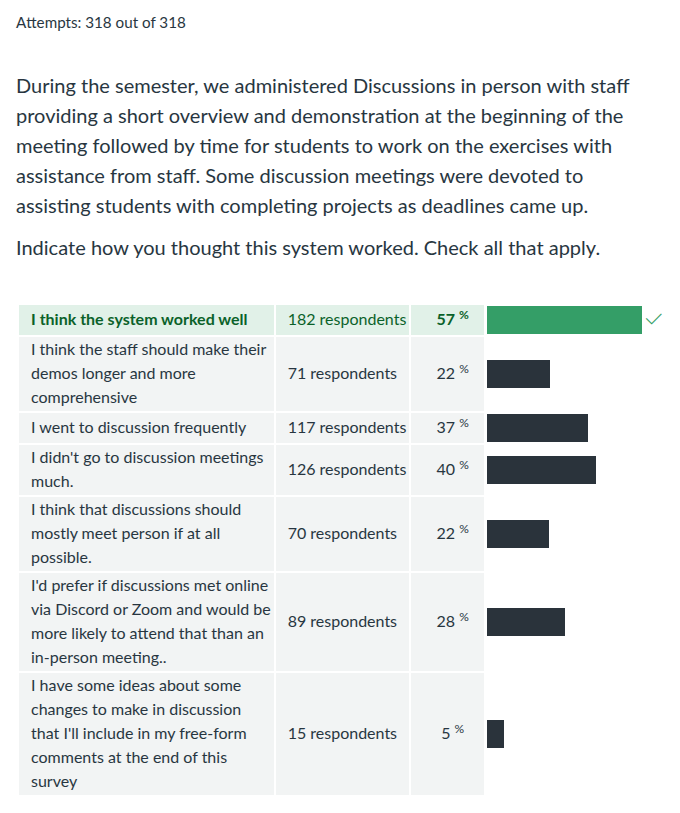 Attempts: 318 out of 318
During the semester, we administered Discussions in person with staff
providing a short overview and demonstration at the beginning of the
meeting followed by time for students to work on the exercises with
assistance from staff. Some discussion meetings were devoted to
assisting students with completing projects as deadlines came up.
Indicate how you thought this system worked. Check all that apply.
I think the system worked well 182 respondents 57 %
I think the staff should make their
demos longer and more
comprehensive
71 respondents 22 %
I went to discussion frequently 117 respondents 37 %
I didn't go to discussion meetings
much.
126 respondents 40 %
I think that discussions should
mostly meet person if at all
possible.
70 respondents 22 %
I'd prefer if discussions met online
via Discord or Zoom and would be
more likely to attend that than an
in-person meeting..
89 respondents 28 %
I have some ideas about some
changes to make in discussion
that I'll include in my free-form
comments at the end of this
survey
15 respondents 5 %